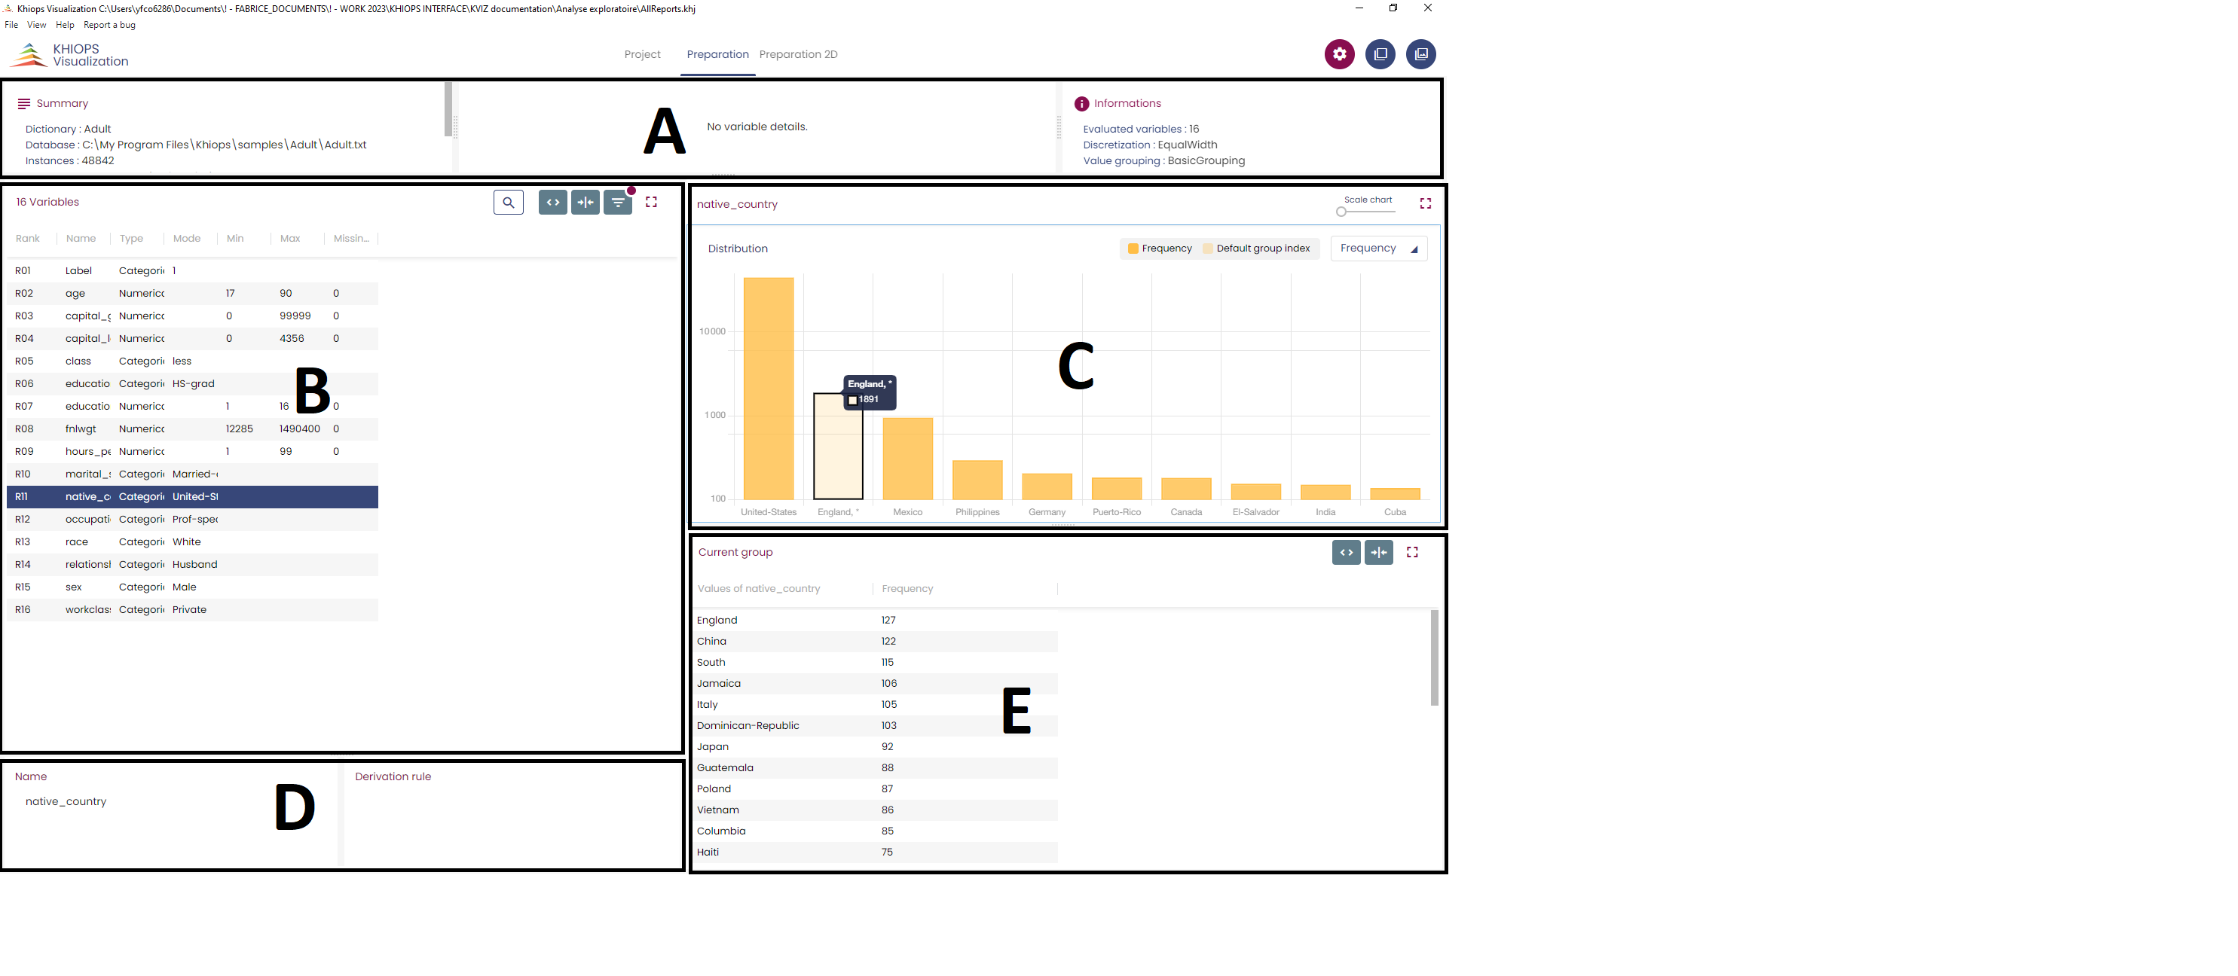 Khiops Visualization C:\Users\yfco6286\Documents\! - FABRICE_DOCUMENTS\! - WORK 2023\KHIOPS INTERFACE\KVIZ documentation\Analyse exploratoire\AllReports.khj
File View Help Report a bug
KHIOPS
Visualization
Project Preparation Preparation 2D
Summary
Dictionary : Adult
Database : C:\My Program Files\Khiops\samples\Adult\Adult.txt
Instances : 48842
A
No variable details.
Informations
Evaluated variables : 16
Discretization : EqualWidth
Value grouping : BasicGrouping
16 Variables
Rank Name Type Mode Min Max Missin...
R01 Label Categori 1
R02 age Numeric 17 90 0
R03 capital_g Numeric 0 99999 0
R04 capital_l Numeric 0 4356 0
R05 class Categori less
R06 educatio Categori HS-grad
R07 educatio Numeric 1 16 0
R08 fnlwgt Numeric 12285 1490400 0
R09 hours_pe Numeric 1 99 0
R10 marital_s Categori Married-
R11 native_c Categori United-St
R12 occupati Categori Prof-spec
R13 race Categori White
R14 relations Categori Husband
R15 sex Categori Male
R16 workclas Categori Private
B
native_country
Scale chart
Distribution
Frequency Default group index
Frequency
10000
1000
100
England, *
1891
C
United-States England, * Mexico Philippines Germany Puerto-Rico Canada El-Salvador India Cuba
Name
native_country
D
Derivation rule
Current group
Values of native_country Frequency
England 127
China 122
South 115
Jamaica 106
Italy 105
Dominican-Republic 103
Japan 92
Guatemala 88
Poland 87
Vietnam 86
Columbia 85
Haiti 75
E